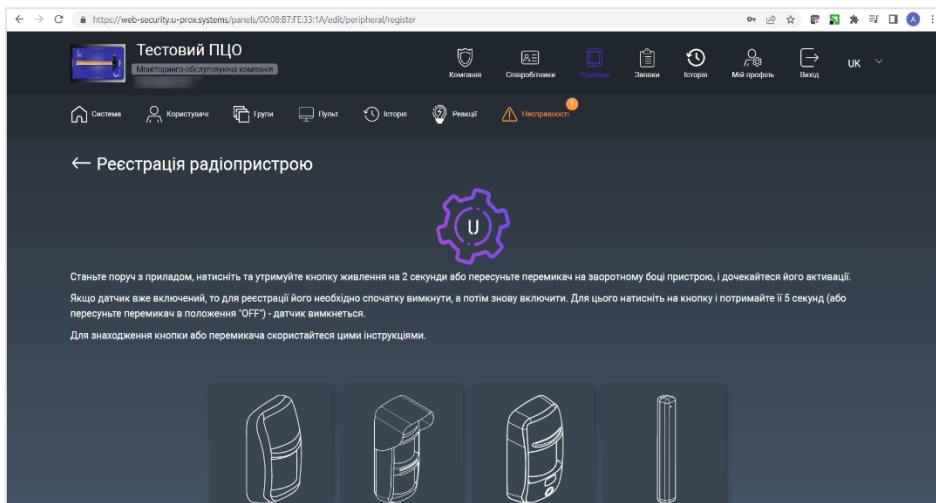 https://web-security.u-prox.systems/panels/00:08:B7:FE:33:1A/edit/peripheral/register
Тестовий ПЦО
Моніторинго-обслуговуюча компанія
Компанія Співробітники Прилади Заявки Історія Мій профіль Вихід UK
Система Користувачі Групи Пульт Історія Реакції Несправності 1
← Реєстрація радіопристрою
U
Станьте поруч з приладом, натисніть та утримуйте кнопку живлення на 2 секунди або пересуньте перемикач на зворотному боці пристрою, і дочекайтеся його активації.
Якщо датчик вже включений, то для реєстрації його необхідно спочатку вимкнути, а потім знову включити. Для цього натисніть на кнопку і потримайте її 5 секунд (або
пересуньте перемикач в положення "OFF") - датчик вимкнеться.
Для знаходження кнопки або перемикача скористайтеся цими інструкціями.